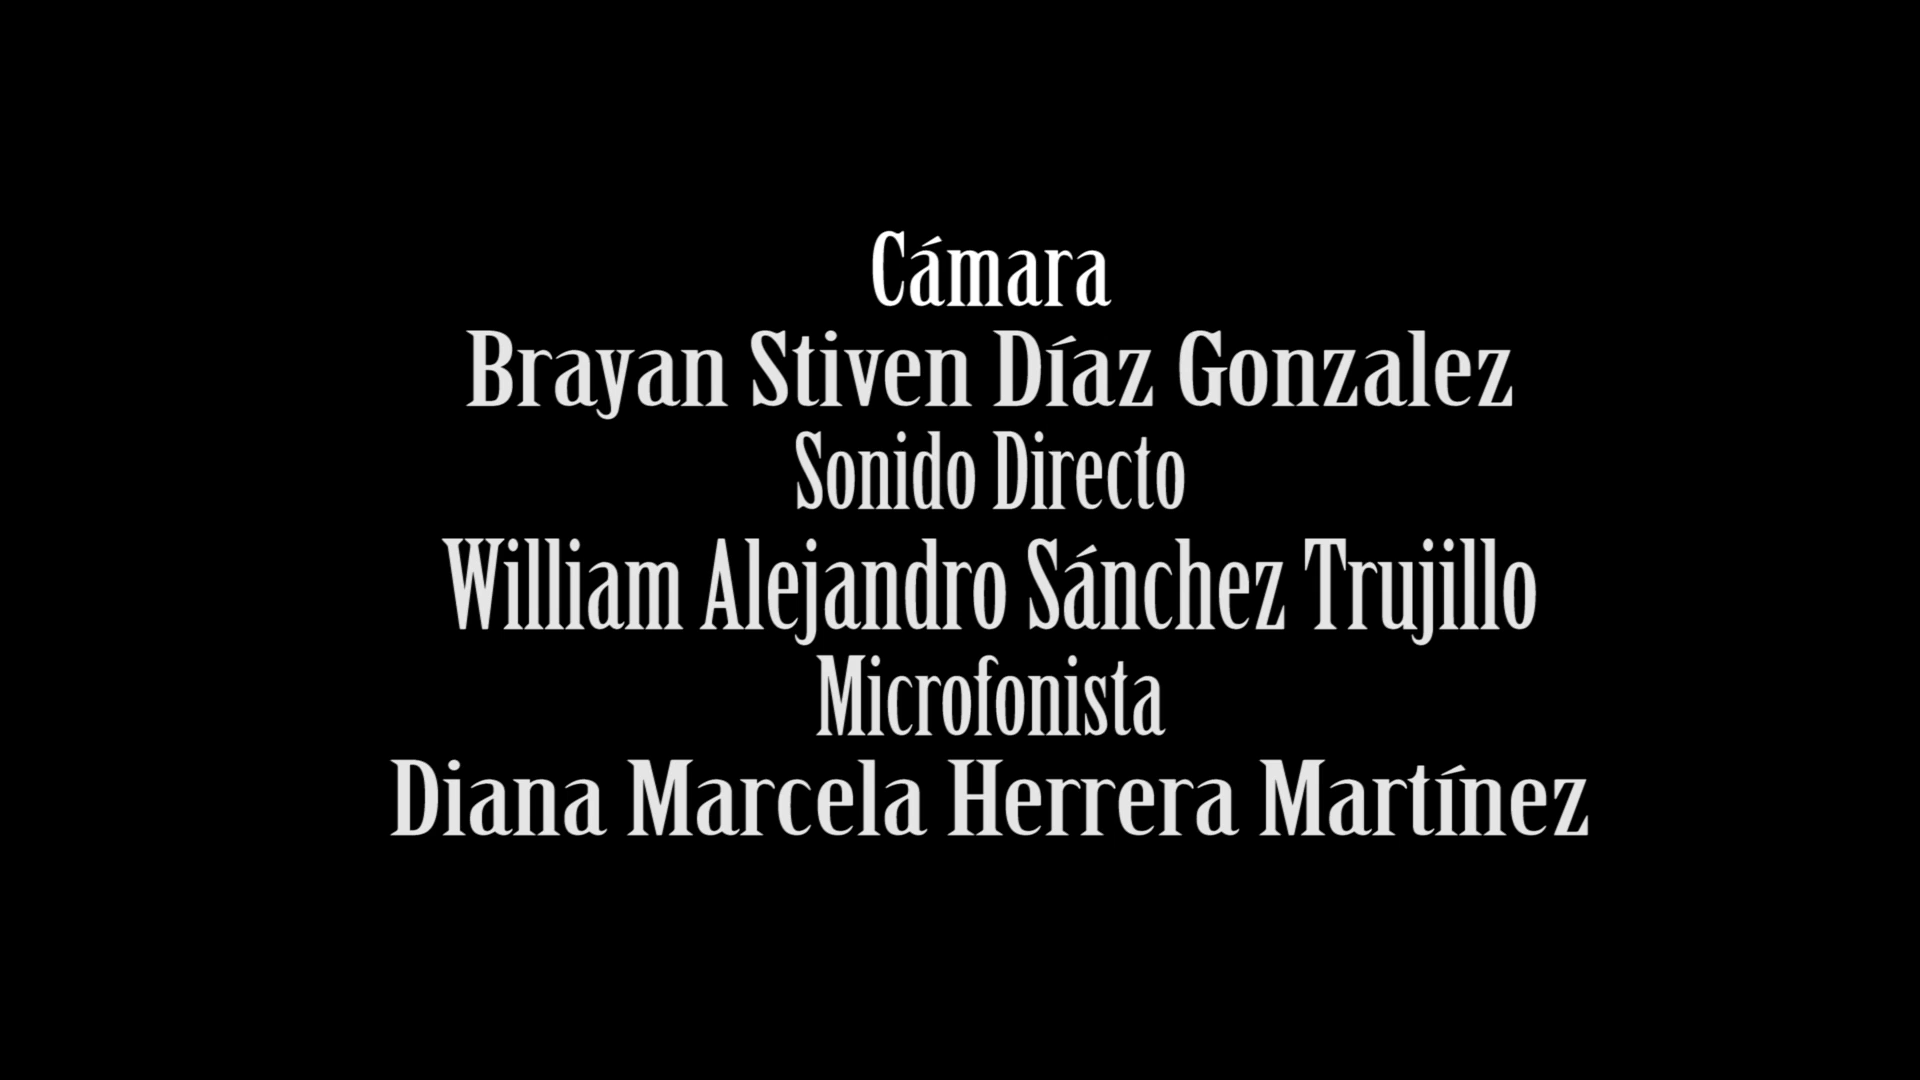 Cámara
Brayan Stiven Díaz Gonzalez
Sonido Directo
William Alejandro Sánchez Trujillo
Microfonista
Diana Marcela Herrera Martínez